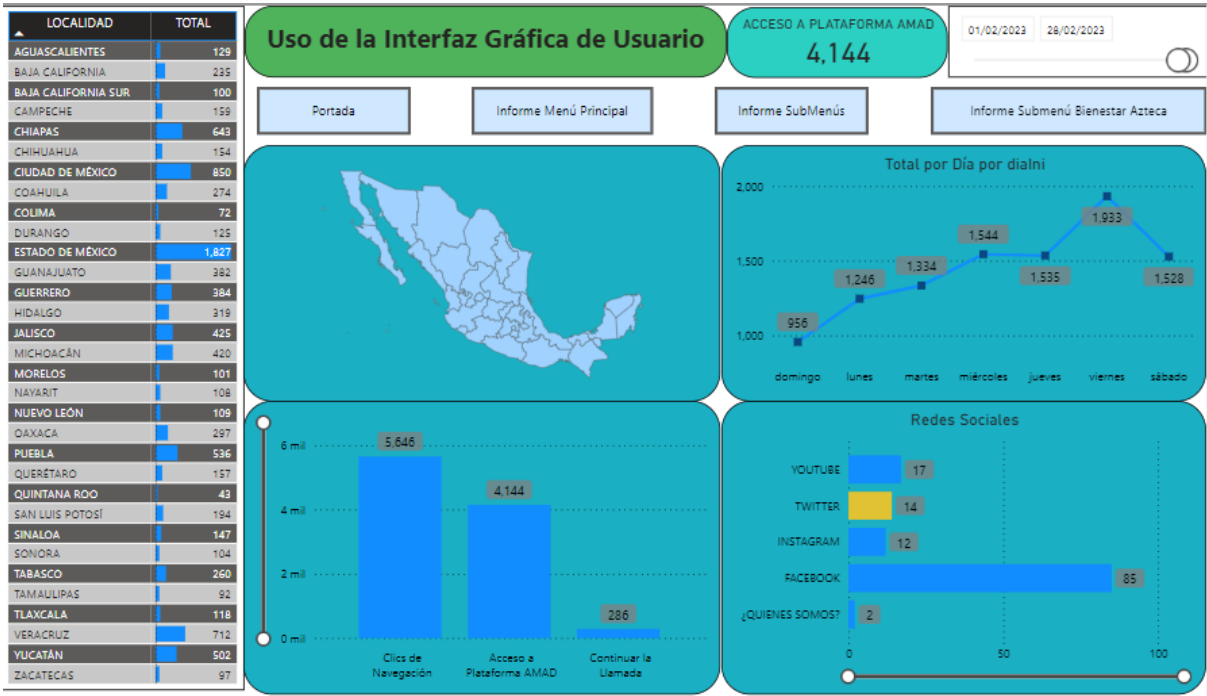 LOCALIDAD TOTAL
AGUASCALIENTES 129
BAJA CALIFORNIA 235
BAJA CALIFORNIA SUR 100
CAMPECHE 159
CHIAPAS 643
CHIHUAHUA 154
CIUDAD DE MÉXICO 850
COAHUILA 274
COLIMA 72
DURANGO 125
ESTADO DE MÉXICO 1,827
GUANAJUATO 382
GUERRERO 384
HIDALGO 319
JALISCO 425
MICHOACÁN 420
MORELOS 101
NAYARIT 108
NUEVO LEÓN 109
OAXACA 297
PUEBLA 536
QUERÉTARO 157
QUINTANA ROO 43
SAN LUIS POTOSÍ 194
SINALOA 147
SONORA 104
TABASCO 260
TAMAULIPAS 92
TLAXCALA 118
VERACRUZ 712
YUCATÁN 502
ZACATECAS 97
Uso de la Interfaz Gráfica de Usuario
ACCESO A PLATAFORMA AMAD
4,144
01/02/2023 28/02/2023
Portada
Informe Menú Principal
Informe SubMenús
Informe Submenú Bienestar Azteca
Total por Día por diaIni
2,000
1,500
1,000
956
1,246
1,334
1,544
1,535
1,933
1,528
domingo lunes martes miércoles jueves viernes sábado
6 mil
4 mil
2 mil
0 mil
5,646
4,144
286
Clics de
Navegación
Acceso a
Plataforma AMAD
Continuar la
Llamada
Redes Sociales
YOUTUBE 17
TWITTER 14
INSTAGRAM 12
FACEBOOK 85
¿QUIENES SOMOS? 2
0 50 100